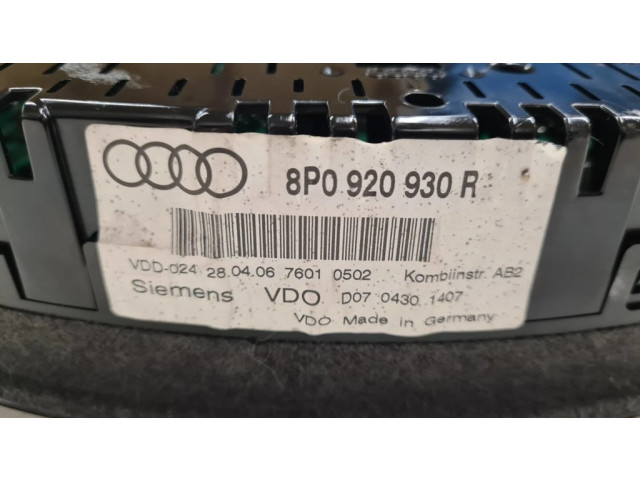 8P0 920 930 R
VDD-024 28.04.06 7601 0502 Kombiinstr. AB2
Siemens VDO D07 0430 1407
VDO Made in Germany